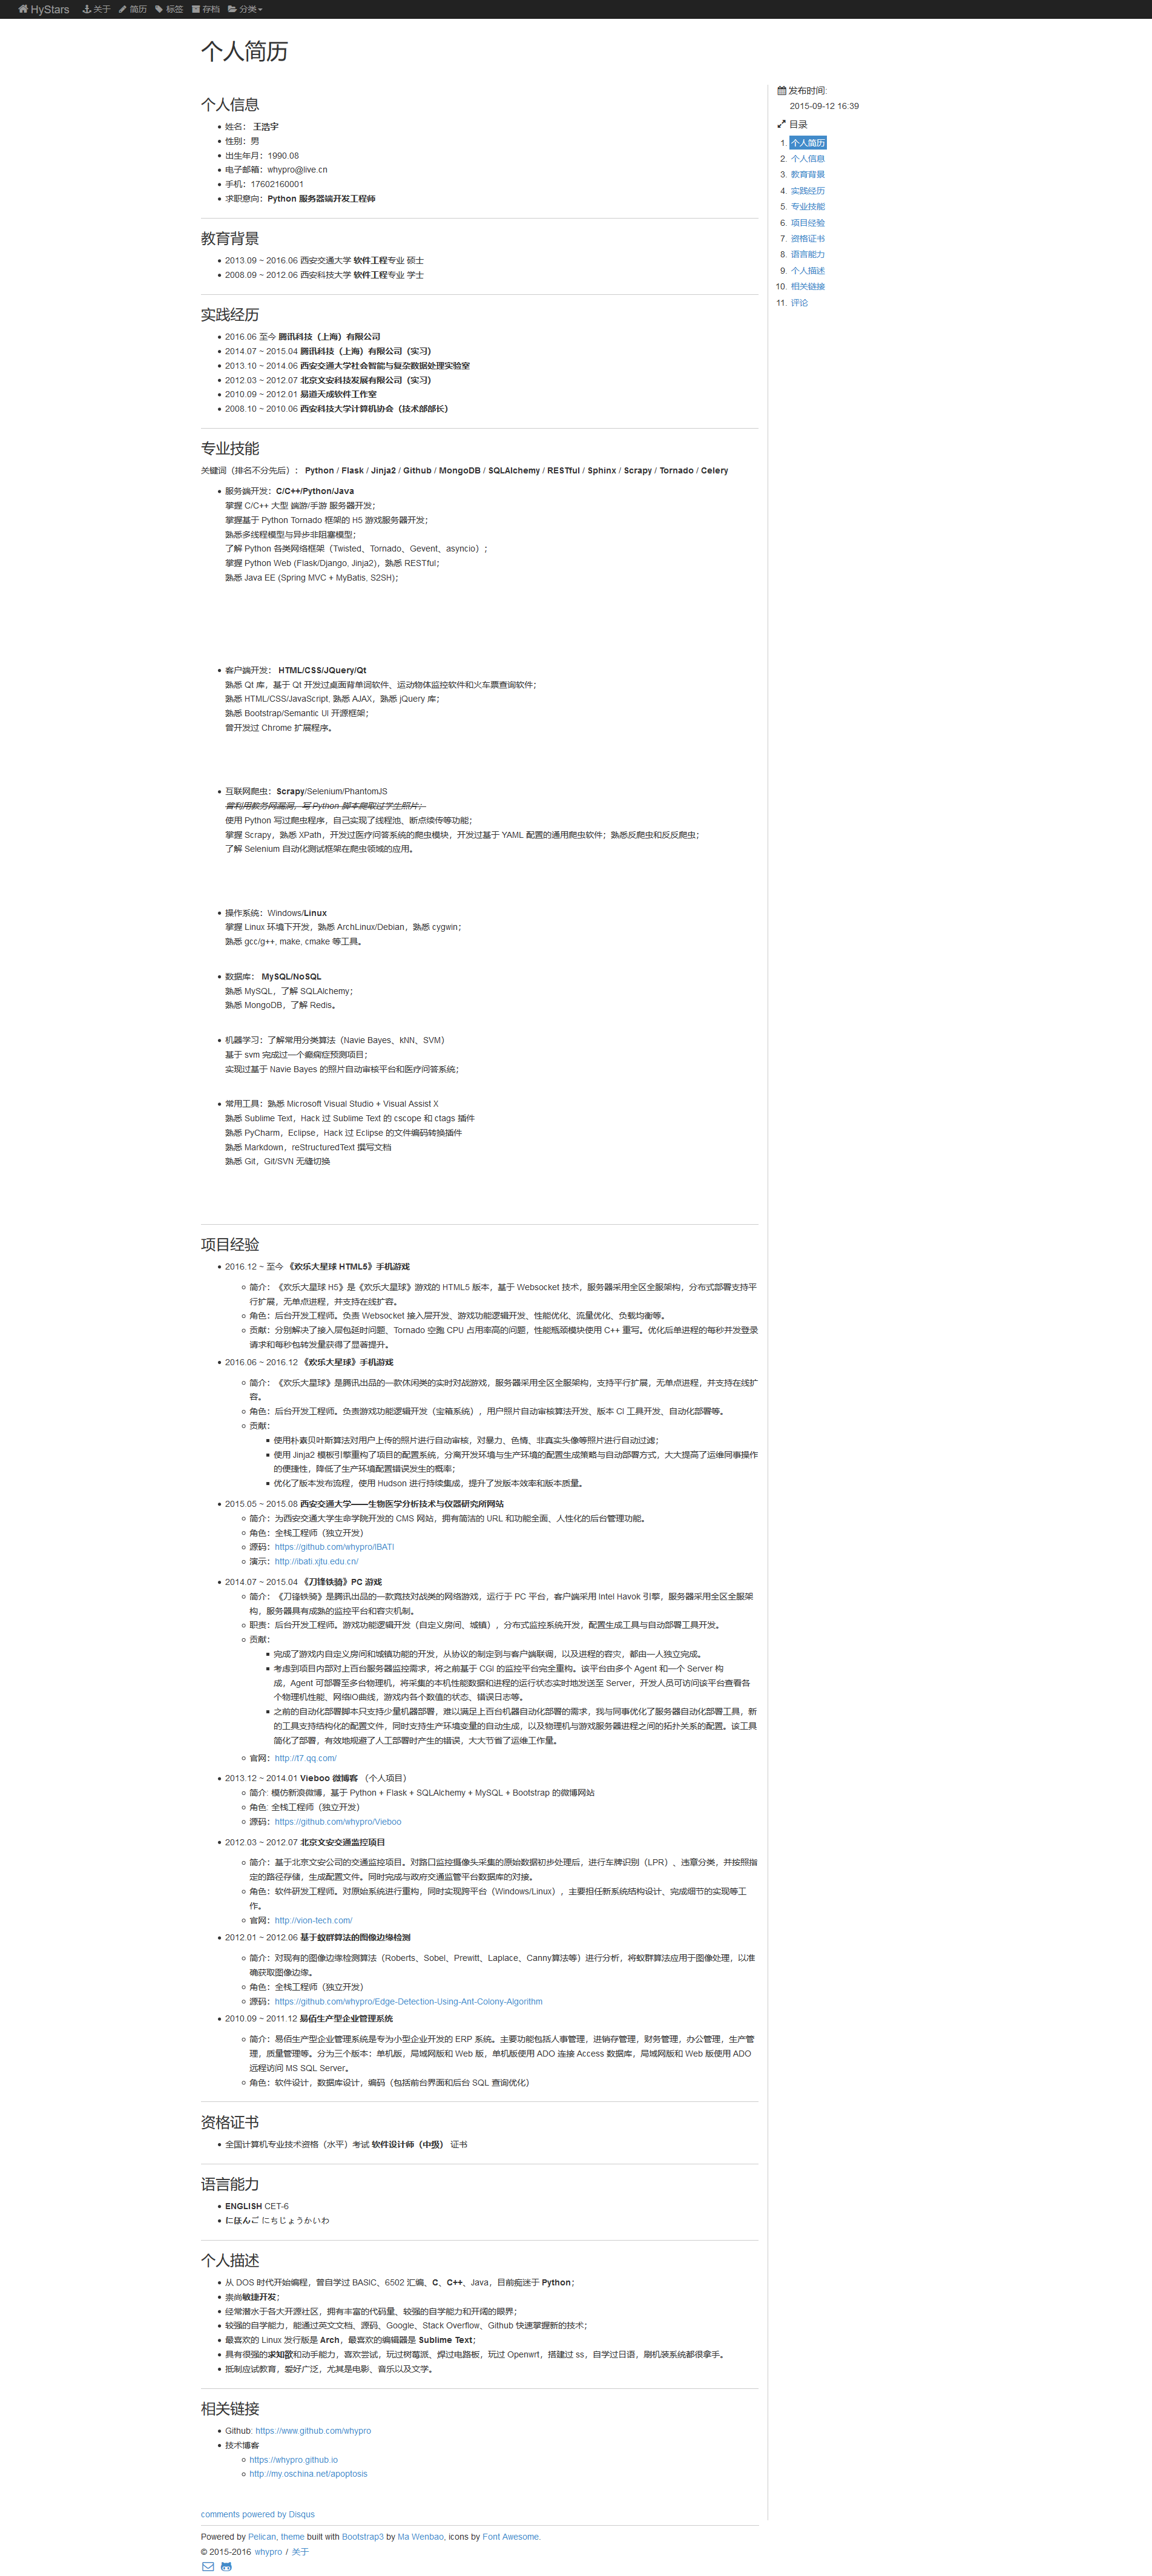 HyStars 关于 简历 标签 存档 分类
个人简历
个人信息
姓名： 王浩宇
性别：男
出生年月：1990.08
电子邮箱：whypro@live.cn
手机：17602160001
求职意向：Python 服务器端开发工程师
教育背景
2013.09 ~ 2016.06 西安交通大学 软件工程专业 硕士
2008.09 ~ 2012.06 西安科技大学 软件工程专业 学士
实践经历
2016.06 至今 腾讯科技（上海）有限公司
2014.07 ~ 2015.04 腾讯科技（上海）有限公司（实习）
2013.10 ~ 2014.06 西安交通大学社会智能与复杂数据处理实验室
2012.03 ~ 2012.07 北京文安科技发展有限公司（实习）
2010.09 ~ 2012.01 易道天成软件工作室
2008.10 ~ 2010.06 西安科技大学计算机协会（技术部部长）
专业技能
关键词（排名不分先后）： Python / Flask / Jinja2 / Github / MongoDB / SQLAlchemy / RESTful / Sphinx / Scrapy / Tornado / Celery
服务端开发：C/C++/Python/Java
掌握 C/C++ 大型 端游/手游 服务器开发；
掌握基于 Python Tornado 框架的 H5 游戏服务器开发；
熟悉多线程模型与异步非阻塞模型；
了解 Python 各类网络框架（Twisted、Tornado、Gevent、asyncio）；
掌握 Python Web (Flask/Django, Jinja2)，熟悉 RESTful；
熟悉 Java EE (Spring MVC + MyBatis, S2SH)；
客户端开发： HTML/CSS/JQuery/Qt
熟悉 Qt 库，基于 Qt 开发过桌面背单词软件、运动物体监控软件和火车票查询软件；
熟悉 HTML/CSS/JavaScript, 熟悉 AJAX，熟悉 jQuery 库；
熟悉 Bootstrap/Semantic UI 开源框架；
曾开发过 Chrome 扩展程序。
互联网爬虫：Scrapy/Selenium/PhantomJS
曾利用教务网漏洞，写 Python 脚本爬取过学生照片；
使用 Python 写过爬虫程序，自己实现了线程池、断点续传等功能；
掌握 Scrapy，熟悉 XPath，开发过医疗问答系统的爬虫模块，开发过基于 YAML 配置的通用爬虫软件；熟悉反爬虫和反反爬虫；
了解 Selenium 自动化测试框架在爬虫领域的应用。
操作系统：Windows/Linux
掌握 Linux 环境下开发，熟悉 ArchLinux/Debian，熟悉 cygwin；
熟悉 gcc/g++, make, cmake 等工具。
数据库： MySQL/NoSQL
熟悉 MySQL，了解 SQLAlchemy；
熟悉 MongoDB，了解 Redis。
机器学习：了解常用分类算法（Navie Bayes、kNN、SVM）
基于 svm 完成过一个癫痫症预测项目；
实现过基于 Navie Bayes 的照片自动审核平台和医疗问答系统；
常用工具：熟悉 Microsoft Visual Studio + Visual Assist X
熟悉 Sublime Text，Hack 过 Sublime Text 的 cscope 和 ctags 插件
熟悉 PyCharm，Eclipse，Hack 过 Eclipse 的文件编码转换插件
熟悉 Markdown，reStructuredText 撰写文档
熟悉 Git，Git/SVN 无缝切换
项目经验
2016.12 ~ 至今 《欢乐大星球 HTML5》手机游戏
简介：《欢乐大星球 H5》是《欢乐大星球》游戏的 HTML5 版本，基于 Websocket 技术，服务器采用全区全服架构，分布式部署支持平
行扩展，无单点进程，并支持在线扩容。
角色：后台开发工程师。负责 Websocket 接入层开发、游戏功能逻辑开发、性能优化、流量优化、负载均衡等。
贡献：分别解决了接入层包延时问题、Tornado 空跑 CPU 占用率高的问题，性能瓶颈模块使用 C++ 重写。优化后单进程的每秒并发登录
请求和每秒包转发量获得了显著提升。
2016.06 ~ 2016.12 《欢乐大星球》手机游戏
简介：《欢乐大星球》是腾讯出品的一款休闲类的实时对战游戏，服务器采用全区全服架构，支持平行扩展，无单点进程，并支持在线扩
容。
角色：后台开发工程师。负责游戏功能逻辑开发（宝箱系统），用户照片自动审核算法开发、版本 CI 工具开发、自动化部署等。
贡献：
使用朴素贝叶斯算法对用户上传的照片进行自动审核，对暴力、色情、非真实头像等照片进行自动过滤；
使用 Jinja2 模板引擎重构了项目的配置系统，分离开发环境与生产环境的配置生成策略与自动部署方式，大大提高了运维同事操作
的便捷性，降低了生产环境配置错误发生的概率；
优化了版本发布流程，使用 Hudson 进行持续集成，提升了发版本效率和版本质量。
2015.05 ~ 2015.08 西安交通大学——生物医学分析技术与仪器研究所网站
简介：为西安交通大学生命学院开发的 CMS 网站，拥有简洁的 URL 和功能全面、人性化的后台管理功能。
角色：全栈工程师（独立开发）
源码：https://github.com/whypro/IBATI
演示：http://ibati.xjtu.edu.cn/
2014.07 ~ 2015.04 《刀锋铁骑》PC 游戏
简介：《刀锋铁骑》是腾讯出品的一款竞技对战类的网络游戏，运行于 PC 平台，客户端采用 Intel Havok 引擎，服务器采用全区全服架
构，服务器具有成熟的监控平台和容灾机制。
职责：后台开发工程师。游戏功能逻辑开发（自定义房间、城镇），分布式监控系统开发，配置生成工具与自动部署工具开发。
贡献：
完成了游戏内自定义房间和城镇功能的开发，从协议的制定到与客户端联调，以及进程的容灾，都由一人独立完成。
考虑到项目内部对上百台服务器监控需求，将之前基于 CGI 的监控平台完全重构。该平台由多个 Agent 和一个 Server 构
成，Agent 可部署至多台物理机，将采集的本机性能数据和进程的运行状态实时地发送至 Server，开发人员可访问该平台查看各
个物理机性能、网络IO曲线，游戏内各个数值的状态、错误日志等。
之前的自动化部署脚本只支持少量机器部署，难以满足上百台机器自动化部署的需求，我与同事优化了服务器自动化部署工具，新
的工具支持结构化的配置文件，同时支持生产环境变量的自动生成，以及物理机与游戏服务器进程之间的拓扑关系的配置。该工具
简化了部署，有效地规避了人工部署时产生的错误，大大节省了运维工作量。
官网：http://t7.qq.com/
2013.12 ~ 2014.01 Vieboo 微博客 （个人项目）
简介: 模仿新浪微博，基于 Python + Flask + SQLAlchemy + MySQL + Bootstrap 的微博网站
角色: 全栈工程师（独立开发）
源码：https://github.com/whypro/Vieboo
2012.03 ~ 2012.07 北京文安交通监控项目
简介：基于北京文安公司的交通监控项目。对路口监控摄像头采集的原始数据初步处理后，进行车牌识别（LPR）、违章分类，并按照指
定的路径存储，生成配置文件。同时完成与政府交通监管平台数据库的对接。
角色：软件研发工程师。对原始系统进行重构，同时实现跨平台（Windows/Linux），主要担任新系统结构设计、完成细节的实现等工
作。
官网：http://vion-tech.com/
2012.01 ~ 2012.06 基于蚁群算法的图像边缘检测
简介：对现有的图像边缘检测算法（Roberts、Sobel、Prewitt、Laplace、Canny算法等）进行分析，将蚁群算法应用于图像处理，以准
确获取图像边缘。
角色：全栈工程师（独立开发）
源码：https://github.com/whypro/Edge-Detection-Using-Ant-Colony-Algorithm
2010.09 ~ 2011.12 易佰生产型企业管理系统
简介：易佰生产型企业管理系统是专为小型企业开发的 ERP 系统。主要功能包括人事管理，进销存管理，财务管理，办公管理，生产管
理，质量管理等。分为三个版本：单机版，局域网版和 Web 版，单机版使用 ADO 连接 Access 数据库，局域网版和 Web 版使用 ADO
远程访问 MS SQL Server。
角色：软件设计，数据库设计，编码（包括前台界面和后台 SQL 查询优化）
资格证书
全国计算机专业技术资格（水平）考试 软件设计师（中级） 证书
语言能力
ENGLISH CET-6
にほんご にちじょうかいわ
个人描述
从 DOS 时代开始编程，曾自学过 BASIC、6502 汇编、C、C++、Java，目前痴迷于 Python；
崇尚敏捷开发；
经常潜水于各大开源社区，拥有丰富的代码量、较强的自学能力和开阔的眼界；
较强的自学能力，能通过英文文档、源码、Google、Stack Overflow、Github 快速掌握新的技术；
最喜欢的 Linux 发行版是 Arch，最喜欢的编辑器是 Sublime Text；
具有很强的求知欲和动手能力，喜欢尝试，玩过树莓派、焊过电路板，玩过 Openwrt，搭建过 ss，自学过日语，刷机装系统都很拿手。
抵制应试教育，爱好广泛，尤其是电影、音乐以及文学。
相关链接
Github: https://www.github.com/whypro
技术博客
https://whypro.github.io
http://my.oschina.net/apoptosis
comments powered by Disqus
发布时间:
2015-09-12 16:39
目录
1. 个人简历
2. 个人信息
3. 教育背景
4. 实践经历
5. 专业技能
6. 项目经验
7. 资格证书
8. 语言能力
9. 个人描述
10. 相关链接
11. 评论
Powered by Pelican, theme built with Bootstrap3 by Ma Wenbao, icons by Font Awesome.
© 2015-2016 whypro / 关于